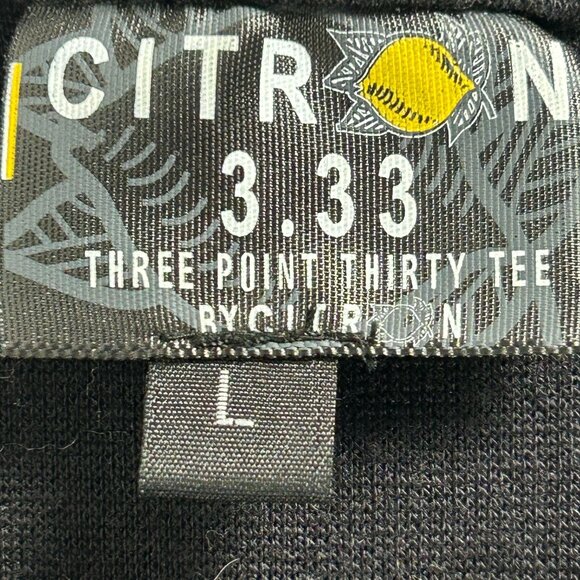 CITRON
3.33
THREE POINT THIRTY TEE
BY CITRON
L